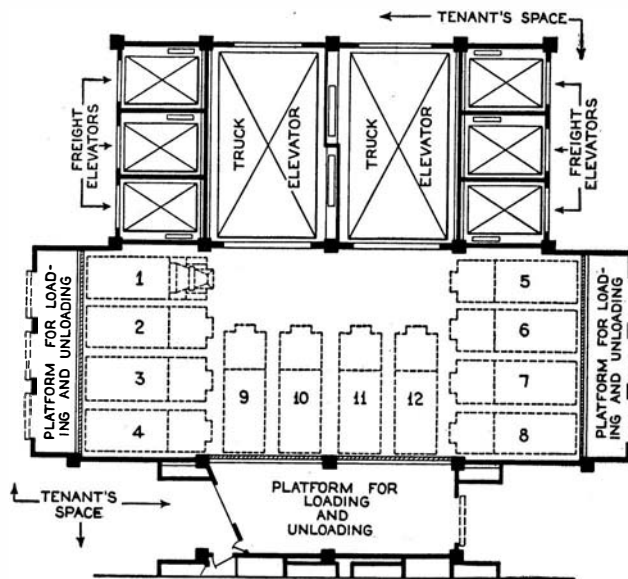 TENANT'S SPACE
FREIGHT
ELEVATORS
TRUCK
ELEVATOR
TRUCK
ELEVATOR
FREIGHT
ELEVATORS
PLATFORM FOR LOAD-
ING AND UNLOADING
1
2
3
4
9
10
11
12
5
6
7
8
PLATFORM FOR LOAD-
ING AND UNLOADING
TENANT'S
SPACE
PLATFORM FOR
LOADING
AND
UNLOADING